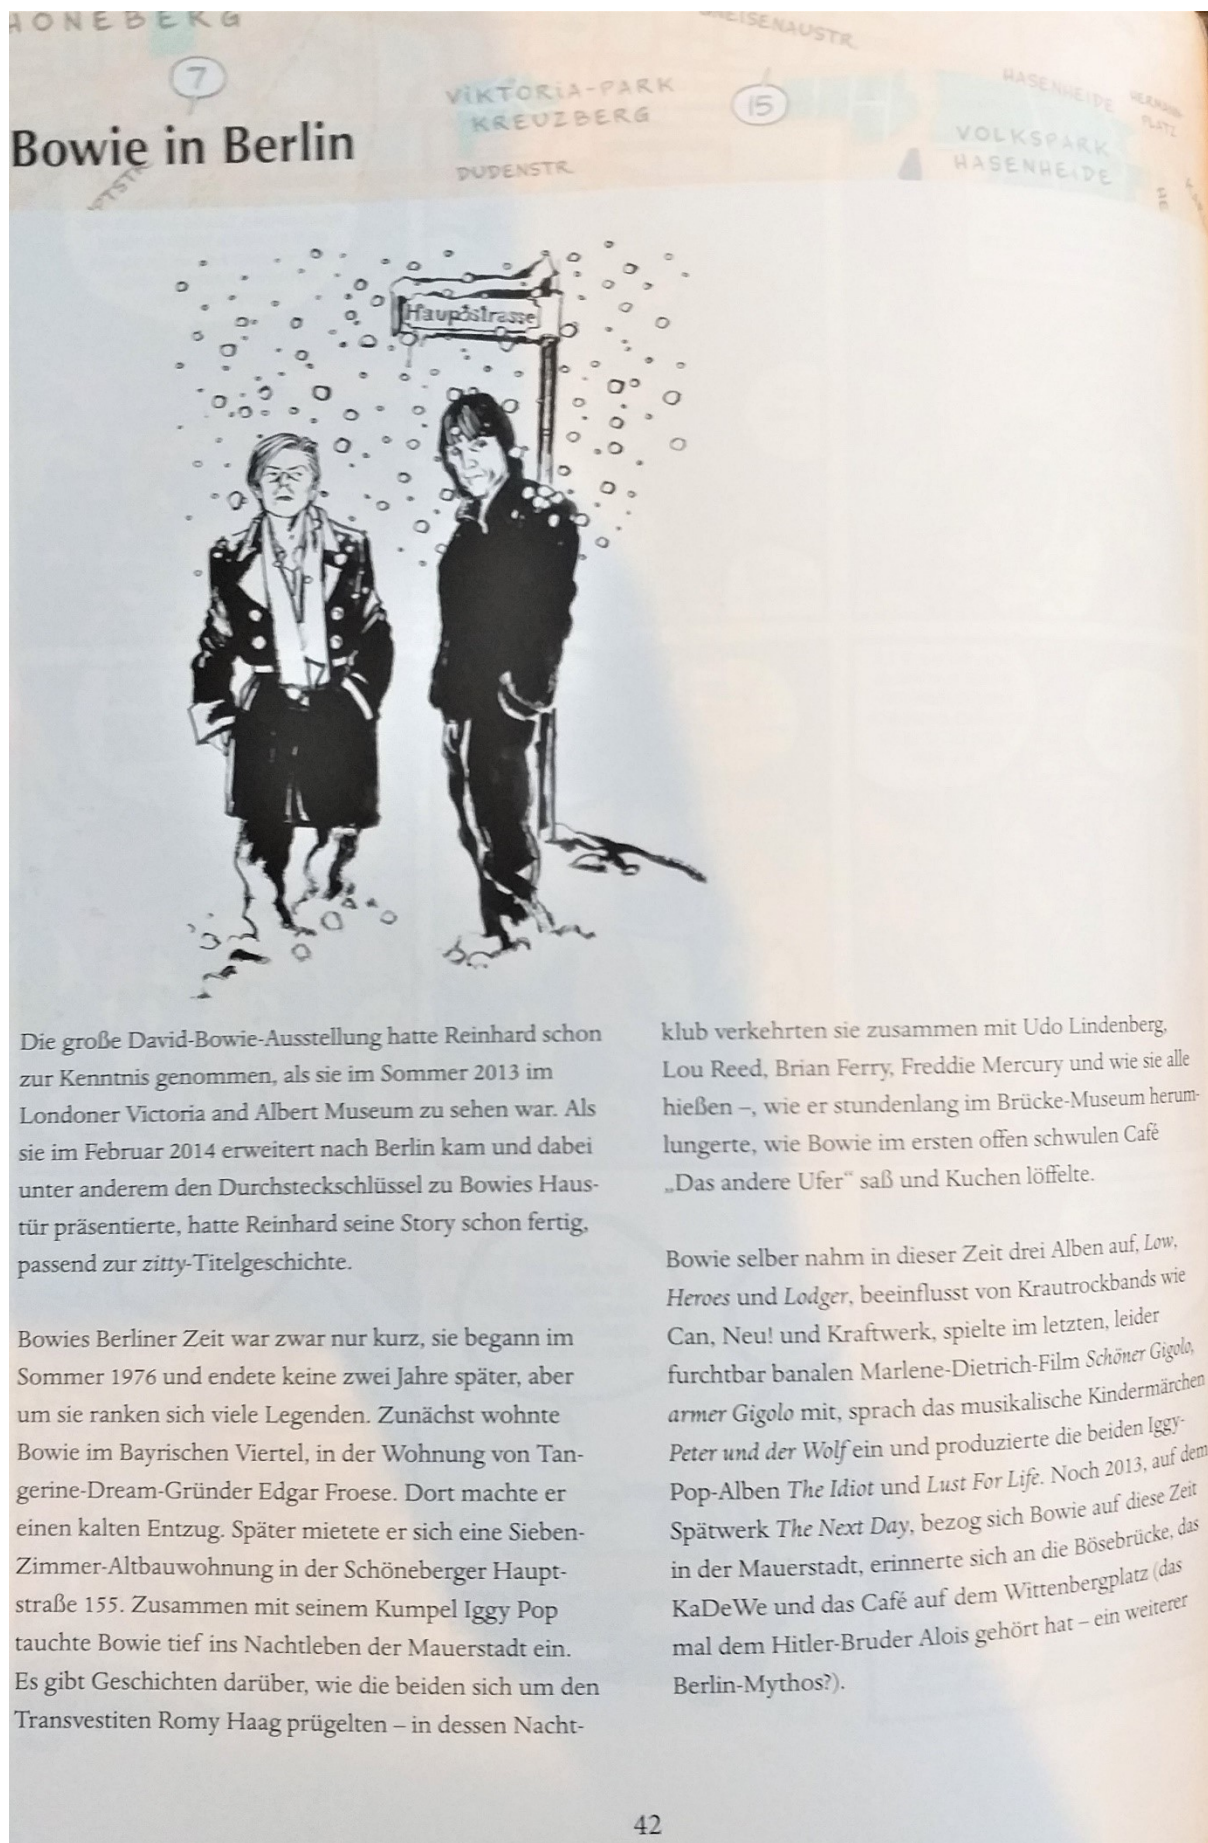 7
VIKTORIA-PARK
KREUZBERG
DUDENSTR.
15
HASENHEIDE
VOLKSPARK
HASENHEIDE
Bowie in Berlin
Hauptstrasse
Die große David-Bowie-Ausstellung hatte Reinhard schon
zur Kenntnis genommen, als sie im Sommer 2013 im
Londoner Victoria and Albert Museum zu sehen war. Als
sie im Februar 2014 erweitert nach Berlin kam und dabei
unter anderem den Durchsteckschlüssel zu Bowies Haus-
tür präsentierte, hatte Reinhard seine Story schon fertig,
passend zur zitty-Titelgeschichte.
Bowies Berliner Zeit war zwar nur kurz, sie begann im
Sommer 1976 und endete keine zwei Jahre später, aber
um sie ranken sich viele Legenden. Zunächst wohnte
Bowie im Bayrischen Viertel, in der Wohnung von Tan-
gerine-Dream-Gründer Edgar Froese. Dort machte er
einen kalten Entzug. Später mietete er sich eine Sieben-
Zimmer-Altbauwohnung in der Schöneberger Haupt-
straße 155. Zusammen mit seinem Kumpel Iggy Pop
tauchte Bowie tief ins Nachtleben der Mauerstadt ein.
Es gibt Geschichten darüber, wie die beiden sich um den
Transvestiten Romy Haag prügelten – in dessen Nacht-
klub verkehrten sie zusammen mit Udo Lindenberg,
Lou Reed, Brian Ferry, Freddie Mercury und wie sie alle
hießen –, wie er stundenlang im Brücke-Museum herum-
lungerte, wie Bowie im ersten offen schwulen Café
„Das andere Ufer“ saß und Kuchen löffelte.
Bowie selber nahm in dieser Zeit drei Alben auf, Low,
Heroes und Lodger, beeinflusst von Krautrockbands wie
Can, Neu! und Kraftwerk, spielte im letzten, leider
furchtbar banalen Marlene-Dietrich-Film Schöner Gigolo,
armer Gigolo mit, sprach das musikalische Kindermärchen
Peter und der Wolf ein und produzierte die beiden Iggy-
Pop-Alben The Idiot und Lust For Life. Noch 2013, auf dem
Spätwerk The Next Day, bezog sich Bowie auf diese Zeit
in der Mauerstadt, erinnerte sich an die Bösebrücke, das
KaDeWe und das Café auf dem Wittenbergplatz (das
mal dem Hitler-Bruder Alois gehört hat – ein weiterer
Berlin-Mythos?).
42